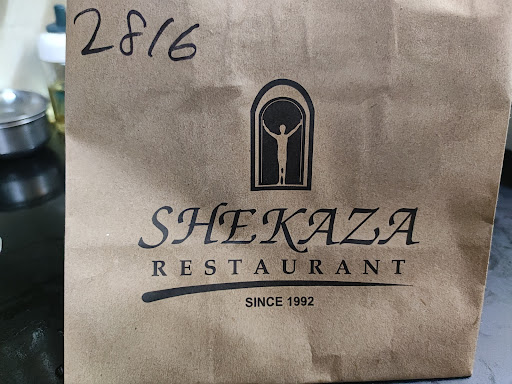 2816
SHEKAZA
RESTAURANT
SINCE 1992